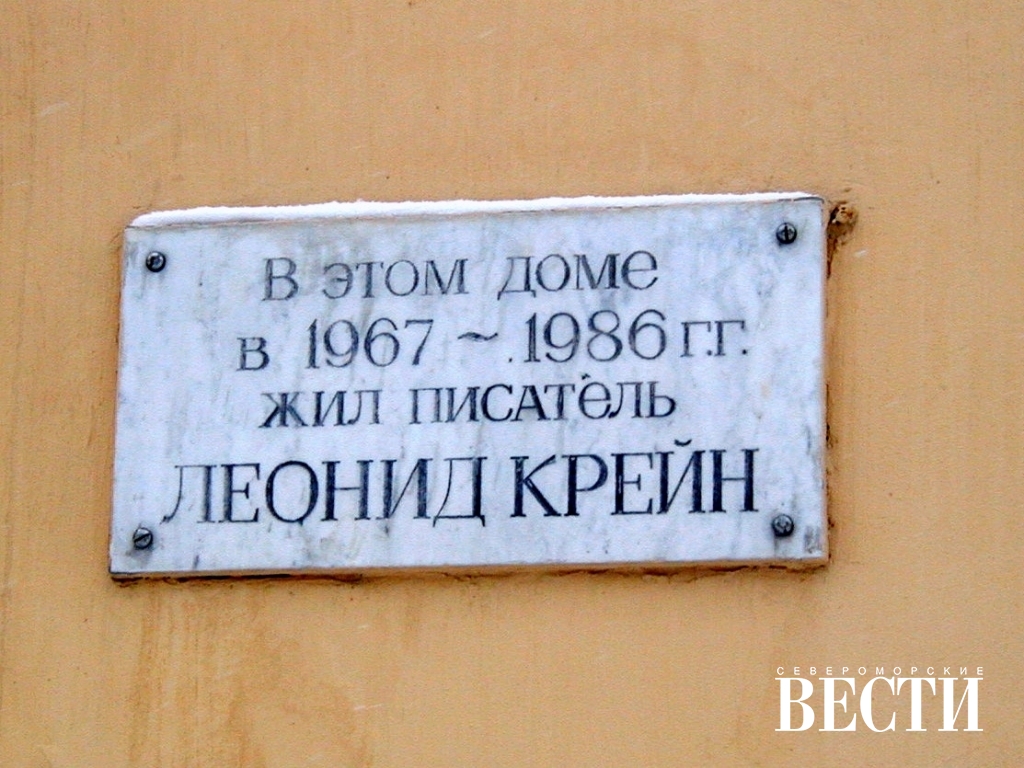 В этом доме
в 1967 ~ 1986 г.г.
жил писатель
ЛЕОНИД КРЕЙН
СЕВЕРОМОРСКИЕ
ВЕСТИ